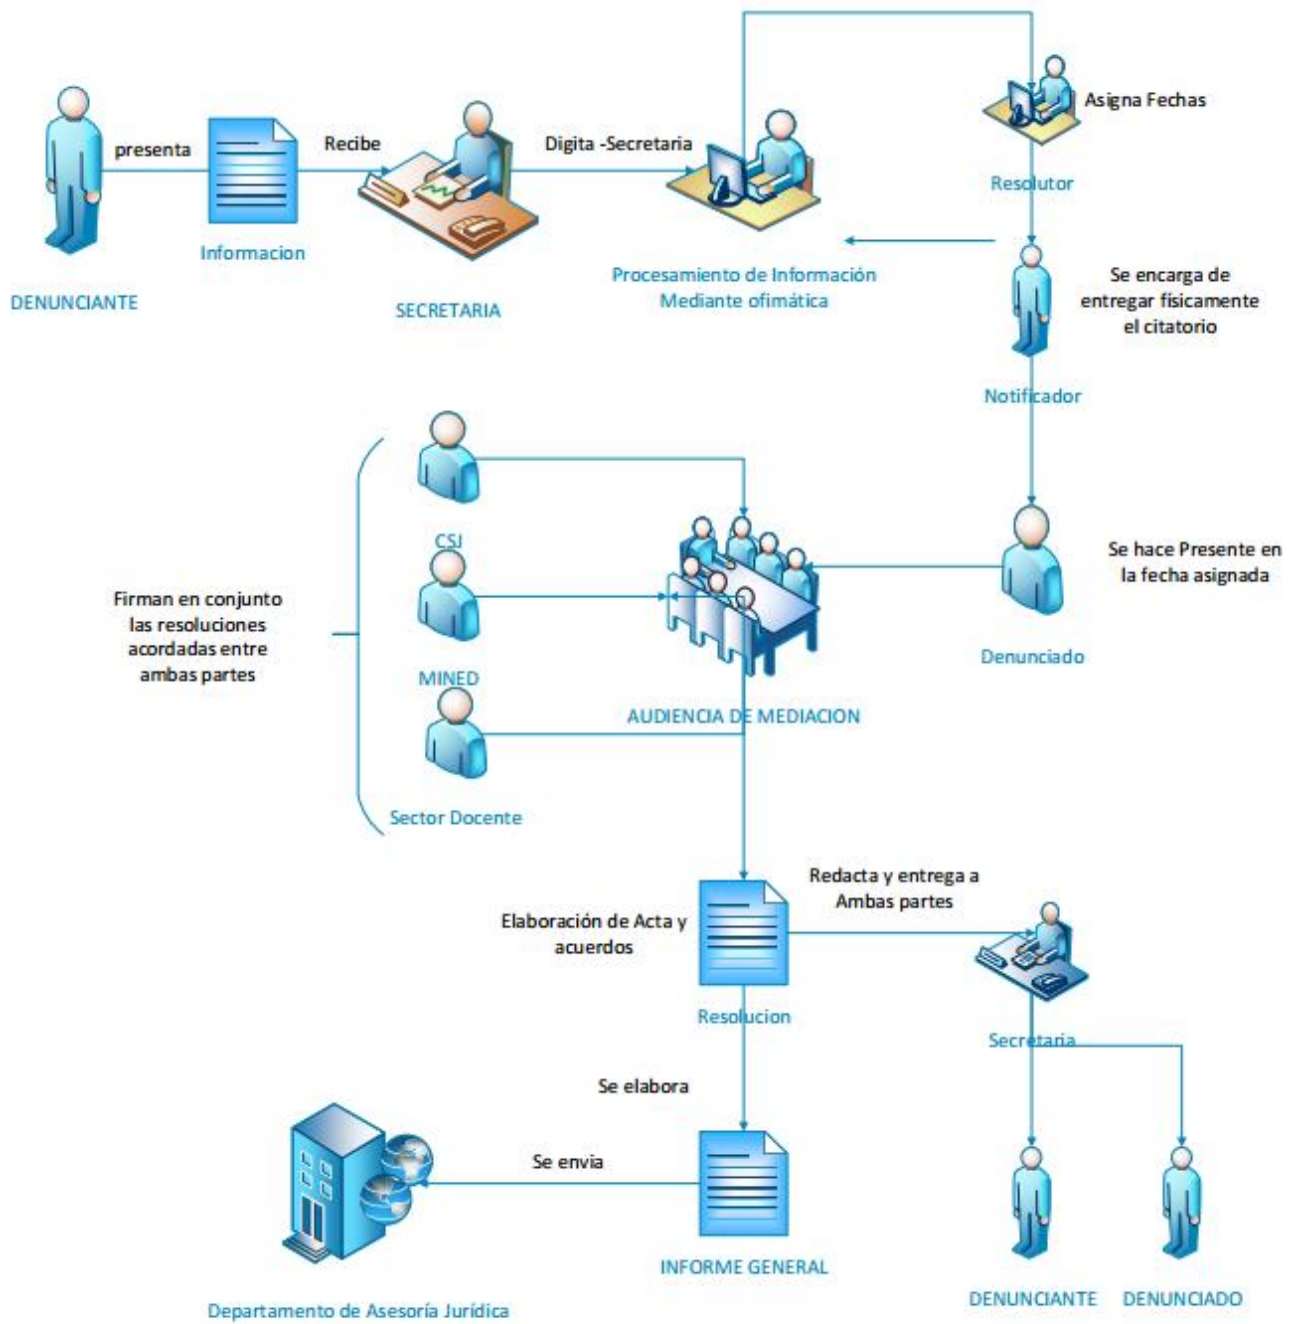 presenta
Recibe
Digita -Secretaria
Asigna Fechas
Resolutor
Informacion
DENUNCIANTE
SECRETARIA
Procesamiento de Información
Mediante ofimática
Se encarga de
entregar físicamente
el citatorio
Notificador
CSJ
Se hace Presente en
la fecha asignada
Firman en conjunto
las resoluciones
acordadas entre
ambas partes
MINED
Denunciado
AUDIENCIA DE MEDIACION
Sector Docente
Redacta y entrega a
Ambas partes
Elaboración de Acta y
acuerdos
Resolucion
Secretaria
Se elabora
Se envia
INFORME GENERAL
Departamento de Asesoría Jurídica
DENUNCIANTE
DENUNCIADO